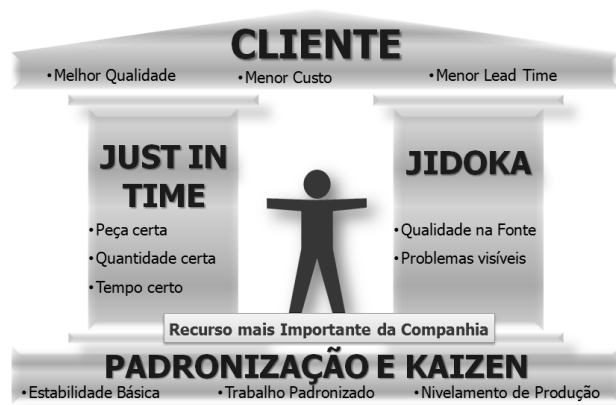 CLIENTE
•Melhor Qualidade •Menor Custo •Menor Lead Time
JUST IN
TIME
•Peça certa
•Quantidade certa
•Tempo certo
JIDOKA
•Qualidade na Fonte
•Problemas visíveis
Recurso mais Importante da Companhia
PADRONIZAÇÃO E KAIZEN
•Estabilidade Básica •Trabalho Padronizado •Nivelamento de Produção